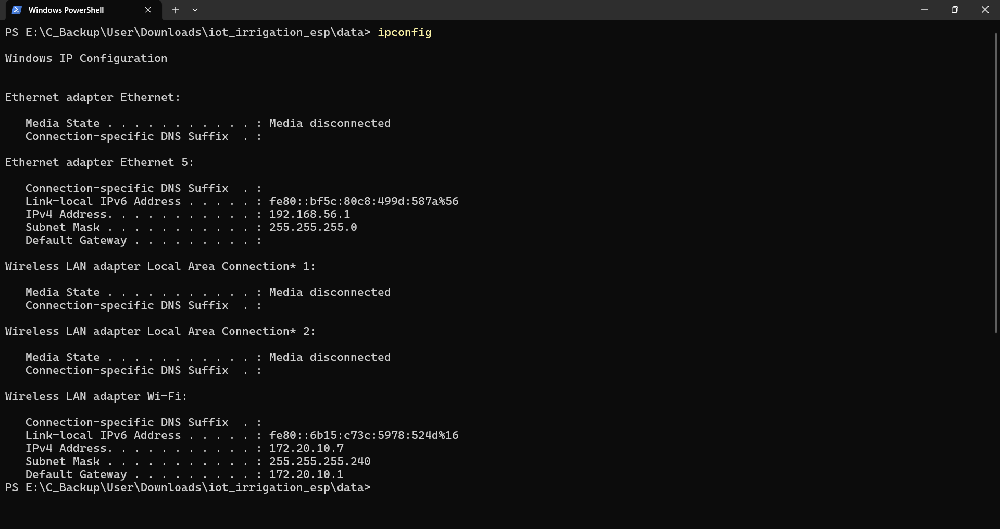 Windows PowerShell
PS E:\C_Backup\User\Downloads\iot_irrigation_esp\data> ipconfig
Windows IP Configuration
Ethernet adapter Ethernet:
   Media State . . . . . . . . . . . : Media disconnected
   Connection-specific DNS Suffix  . :
Ethernet adapter Ethernet 5:
   Connection-specific DNS Suffix  . :
   Link-local IPv6 Address . . . . . : fe80::bf5c:80c8:499d:587a%56
   IPv4 Address. . . . . . . . . . . : 192.168.56.1
   Subnet Mask . . . . . . . . . . . : 255.255.255.0
   Default Gateway . . . . . . . . . :
Wireless LAN adapter Local Area Connection* 1:
   Media State . . . . . . . . . . . : Media disconnected
   Connection-specific DNS Suffix  . :
Wireless LAN adapter Local Area Connection* 2:
   Media State . . . . . . . . . . . : Media disconnected
   Connection-specific DNS Suffix  . :
Wireless LAN adapter Wi-Fi:
   Connection-specific DNS Suffix  . :
   Link-local IPv6 Address . . . . . : fe80::6b15:c73c:5978:524d%16
   IPv4 Address. . . . . . . . . . . : 172.20.10.7
   Subnet Mask . . . . . . . . . . . : 255.255.255.240
   Default Gateway . . . . . . . . . : 172.20.10.1
PS E:\C_Backup\User\Downloads\iot_irrigation_esp\data>